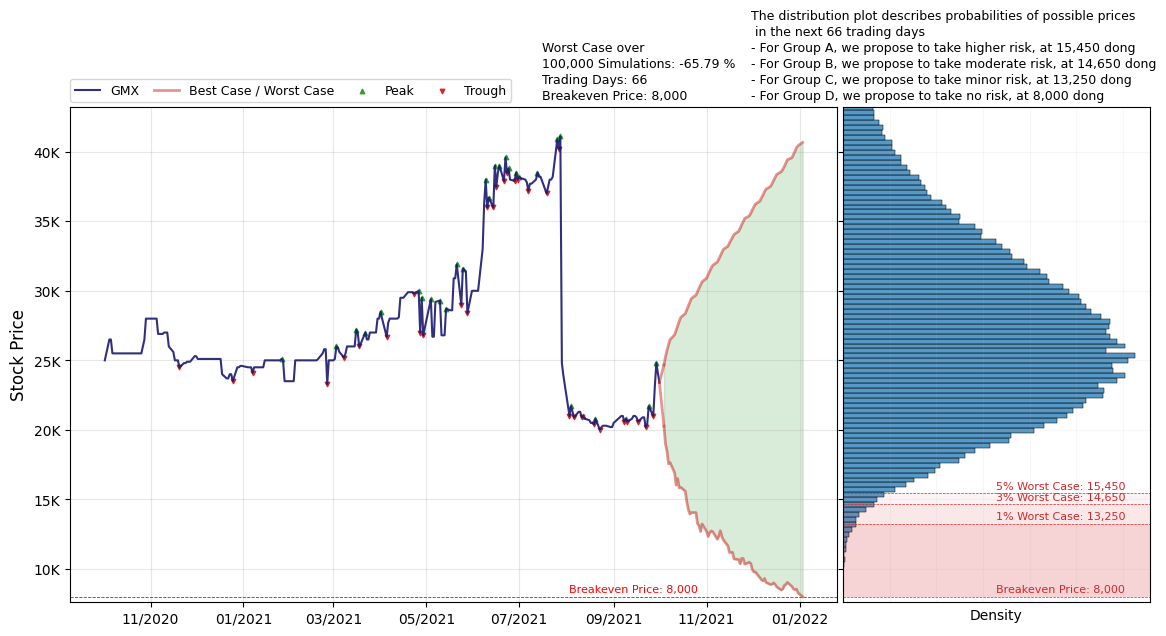 The distribution plot describes probabilities of possible prices
in the next 66 trading days
- For Group A, we propose to take higher risk, at 15,450 dong
- For Group B, we propose to take moderate risk, at 14,650 dong
- For Group C, we propose to take minor risk, at 13,250 dong
- For Group D, we propose to take no risk, at 8,000 dong
Worst Case over
100,000 Simulations: -65.79 %
Trading Days: 66
Breakeven Price: 8,000
GMX Best Case / Worst Case Peak Trough
Stock Price
40K
35K
30K
25K
20K
15K
10K
Breakeven Price: 8,000
11/2020 01/2021 03/2021 05/2021 07/2021 09/2021 11/2021 01/2022
5% Worst Case: 15,450
3% Worst Case: 14,650
1% Worst Case: 13,250
Breakeven Price: 8,000
Density